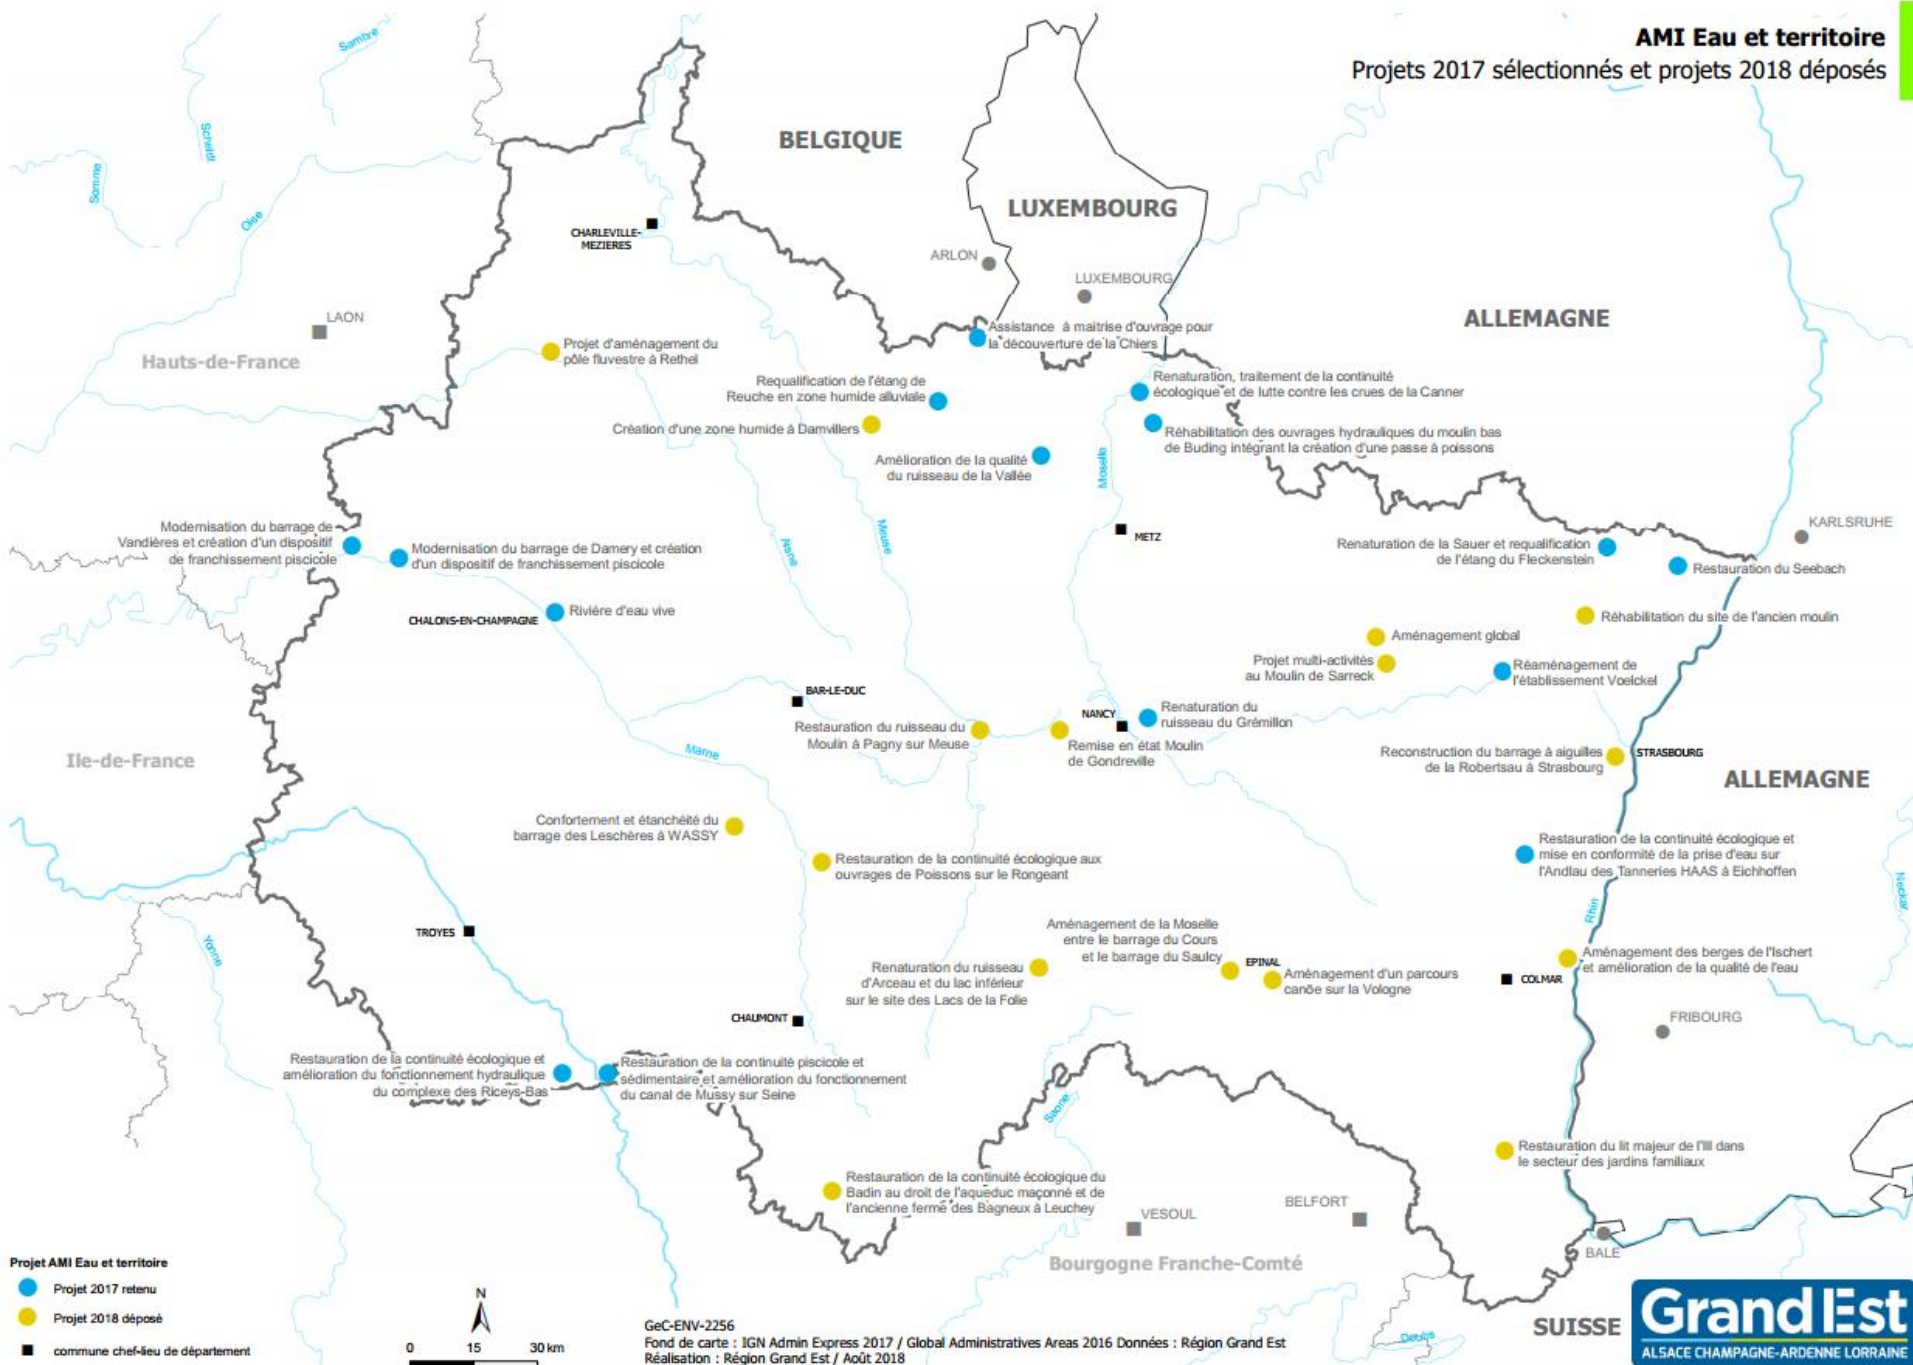 AMI Eau et territoire
Projets 2017 sélectionnés et projets 2018 déposés
Sambre
Scheldt
Somme
Oise
BELGIQUE
LUXEMBOURG
CHARLEVILLE-
MEZIERES
ARLON
LUXEMBOURG
ALLEMAGNE
LAON
Hauts-de-France
Projet d'aménagement du
pôle fluvestre à Rethel
Assistance à maitrise d'ouvrage pour
la découverture de la Chiers
Requalification de l'étang de
Reuche en zone humide alluviale
Renaturation, traitement de la continuité
écologique et de lutte contre les crues de la Canner
Création d'une zone humide à Damvillers
Réhabilitation des ouvrages hydrauliques du moulin bas
de Buding intégrant la création d'une passe à poissons
Amélioration de la qualité
du ruisseau de la Vallée
Moselle
Meuse
Aisne
METZ
KARLSRUHE
Modernisation du barrage de
Vandières et création d'un dispositif
de franchissement piscicole
Modernisation du barrage de Damery et création
d'un dispositif de franchissement piscicole
Renaturation de la Sauer et requalification
de l'étang du Fleckenstein
Restauration du Seebach
CHALONS-EN-CHAMPAGNE
Rivière d'eau vive
Réhabilitation du site de l'ancien moulin
Aménagement global
Projet multi-activités
au Moulin de Sarreck
Réaménagement de
l'établissement Voelckel
BAR-LE-DUC
NANCY
Renaturation du
ruisseau du Grémillon
Restauration du ruisseau du
Moulin à Pagny sur Meuse
Remise en état Moulin
de Gondreville
Marne
Ile-de-France
Reconstruction du barrage à aiguilles
de la Robertsau à Strasbourg
STRASBOURG
ALLEMAGNE
Confortement et étanchéité du
barrage des Leschères à WASSY
Restauration de la continuité écologique aux
ouvrages de Poissons sur le Rongeant
Restauration de la continuité écologique et
mise en conformité de la prise d'eau sur
l'Andlau des Tanneries HAAS à Eichhoffen
Neckar
Rhin
TROYES
Yonne
Aménagement de la Moselle
entre le barrage du Cours
et le barrage du Saulcy
EPINAL
Aménagement d'un parcours
canöe sur la Vologne
Renaturation du ruisseau
d'Arceau et du lac inférieur
sur le site des Lacs de la Folie
Aménagement des berges de l'Ischert
et amélioration de la qualité de l'eau
COLMAR
FRIBOURG
CHAUMONT
Restauration de la continuité écologique et
amélioration du fonctionnement hydraulique
du complexe des Riceys-Bas
Restauration de la continuité piscicole et
sédimentaire et amélioration du fonctionnement
du canal de Mussy sur Seine
Saone
Restauration du lit majeur de l'Ill dans
le secteur des jardins familiaux
Restauration de la continuité écologique du
Badin au droit de l'aqueduc maçonné et de
l'ancienne ferme des Bagneux à Leuchey
VESOUL
BELFORT
BALE
Bourgogne Franche-Comté
SUISSE
Doubs
Projet AMI Eau et territoire
Projet 2017 retenu
Projet 2018 déposé
commune chef-lieu de département
N
0 15 30 km
GeC-ENV-2256
Fond de carte : IGN Admin Express 2017 / Global Administratives Areas 2016 Données : Région Grand Est
Réalisation : Région Grand Est / Août 2018
Grand Est
ALSACE CHAMPAGNE-ARDENNE LORRAINE